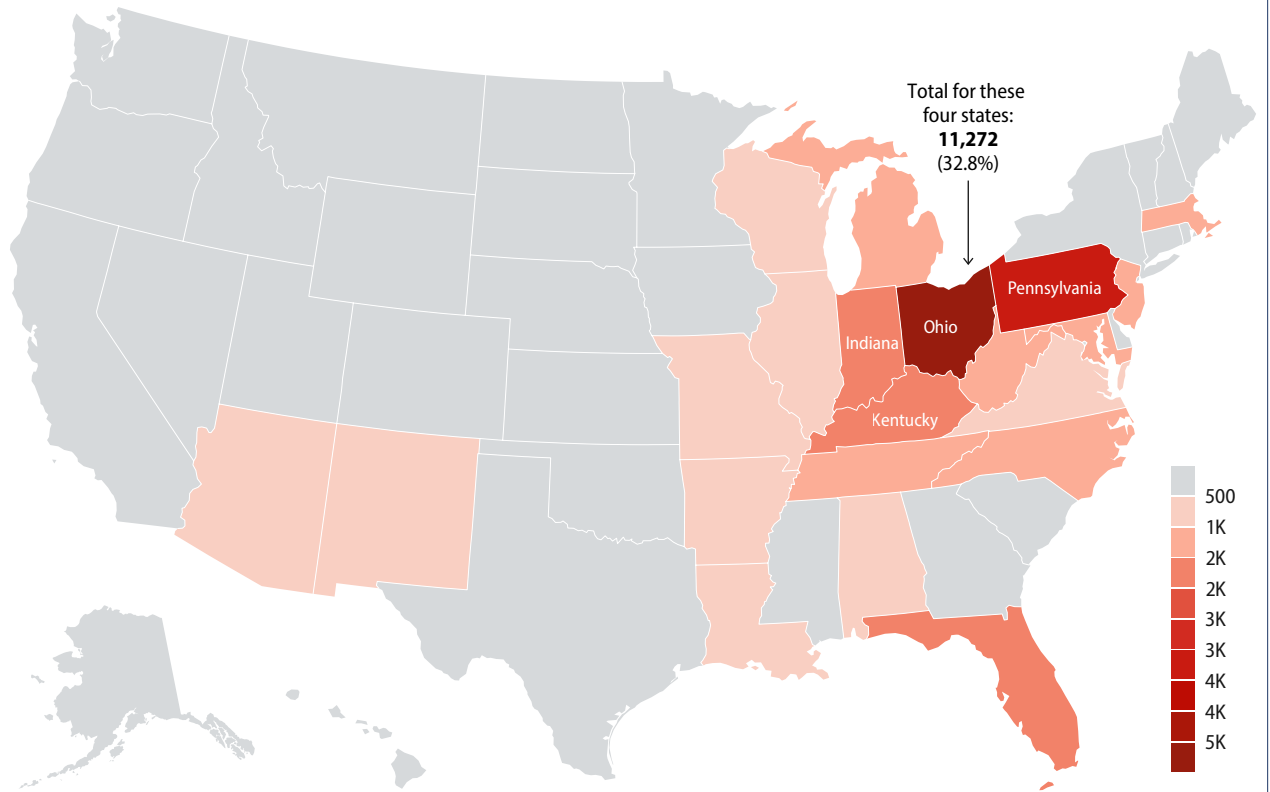 Total for these
four states:
11,272
(32.8%)
Pennsylvania
Ohio
Indiana
Kentucky
500
1K
2K
2K
3K
3K
4K
4K
5K